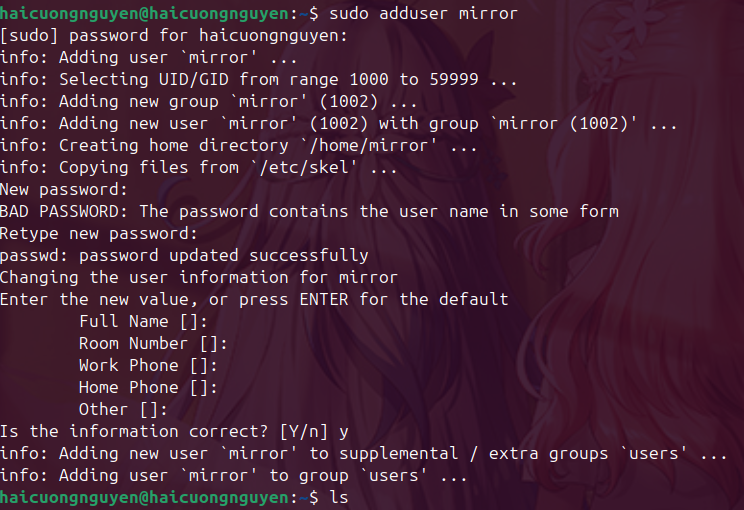 haicuongnguyen@haicuongnguyen:~$ sudo adduser mirror
[sudo] password for haicuongnguyen:
info: Adding user `mirror' ...
info: Selecting UID/GID from range 1000 to 59999 ...
info: Adding new group `mirror' (1002) ...
info: Adding new user `mirror' (1002) with group `mirror (1002)' ...
info: Creating home directory `/home/mirror' ...
info: Copying files from `/etc/skel' ...
New password:
BAD PASSWORD: The password contains the user name in some form
Retype new password:
passwd: password updated successfully
Changing the user information for mirror
Enter the new value, or press ENTER for the default
        Full Name []:
        Room Number []:
        Work Phone []:
        Home Phone []:
        Other []:
Is the information correct? [Y/n] y
info: Adding new user `mirror' to supplemental / extra groups `users' ...
info: Adding user `mirror' to group `users' ...
haicuongnguyen@haicuongnguyen:~$ ls